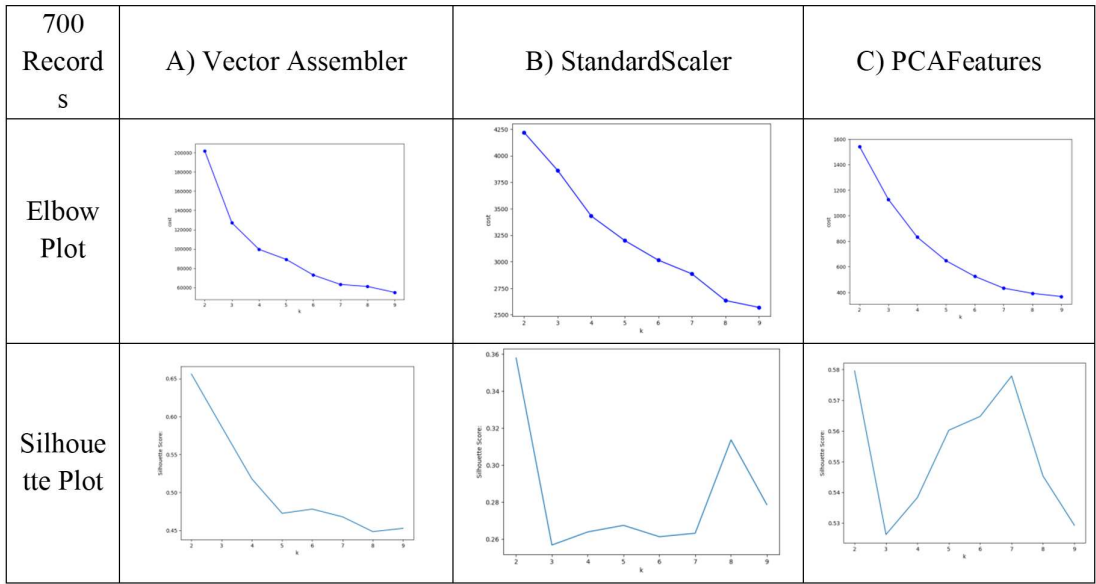 700
Record
s
A) Vector Assembler
B) StandardScaler
C) PCAFeatures
Elbow
Plot
200000
180000
160000
140000
120000
100000
80000
60000
cost
2 3 4 5 6 7 8 9
k
4250
4000
3750
3500
3250
3000
2750
2500
cost
2 3 4 5 6 7 8 9
k
1600
1400
1200
1000
800
600
400
cost
2 3 4 5 6 7 8 9
k
Silhoue
tte Plot
0.65
0.60
0.55
0.50
0.45
Silhouette Score:
2 3 4 5 6 7 8 9
k
0.36
0.34
0.32
0.30
0.28
0.26
Silhouette Score:
2 3 4 5 6 7 8 9
k
0.58
0.57
0.56
0.55
0.54
0.53
Silhouette Score:
2 3 4 5 6 7 8 9
k